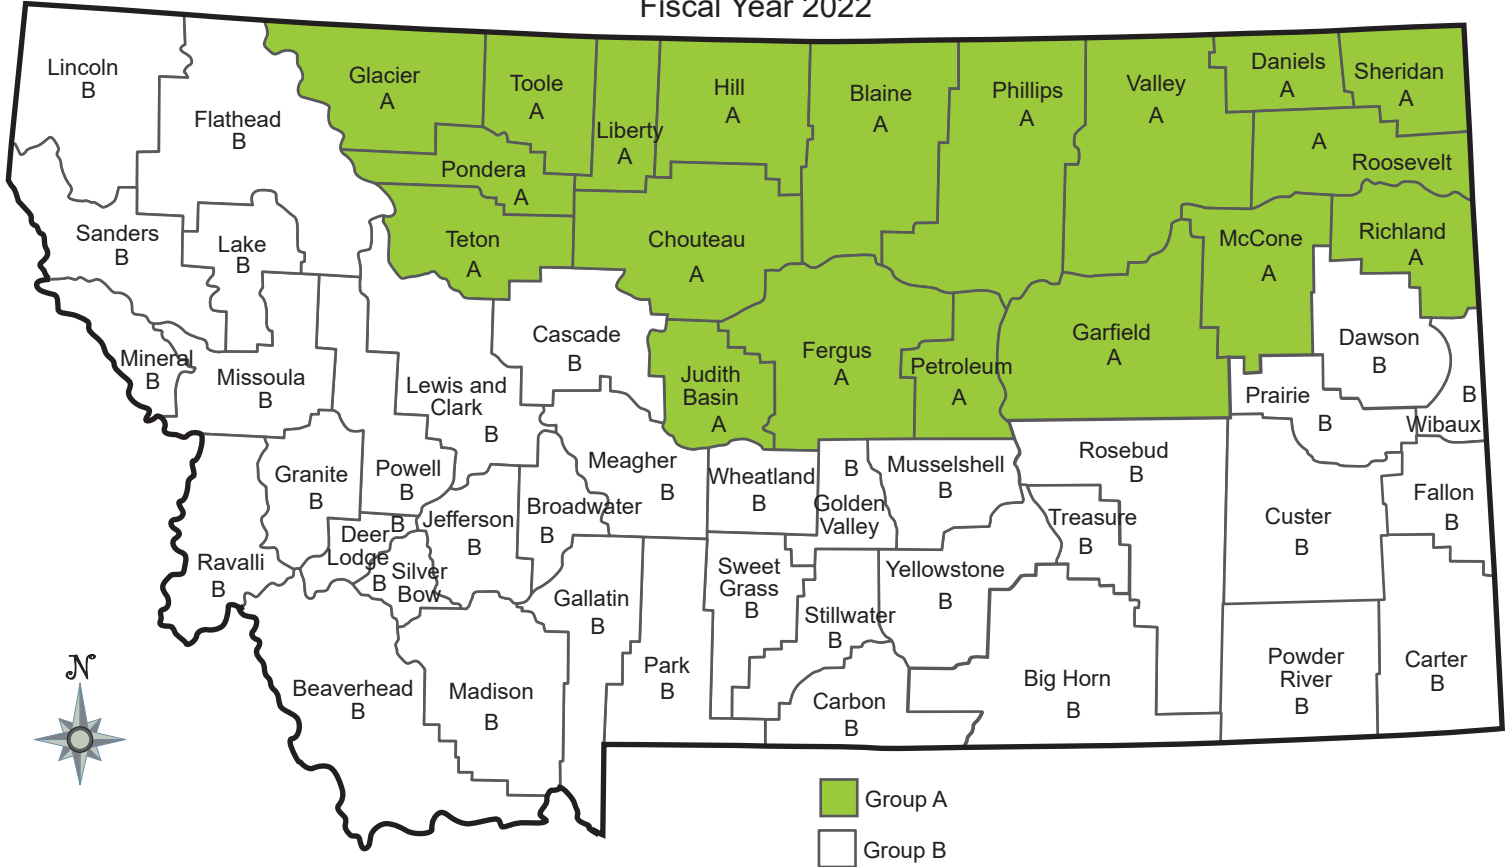 Fiscal Year 2022
Lincoln
B
Flathead
B
Glacier
A
Toole
A
Liberty
A
Hill
A
Blaine
A
Phillips
A
Valley
A
Daniels
A
Sheridan
A
A
Roosevelt
Pondera
A
Sanders
B
Lake
B
Teton
A
Chouteau
A
McCone
A
Richland
A
Mineral
B
Missoula
B
Lewis and
Clark
B
Cascade
B
Judith
Basin
A
Fergus
A
Petroleum
A
Garfield
A
Dawson
B
Prairie
B
B
Wibaux
Granite
B
Powell
B
Meagher
B
Wheatland
B
B
Golden
Valley
Musselshell
B
Rosebud
B
Treasure
B
Custer
B
Fallon
B
Ravalli
B
Deer
Lodge
B
B
Silver
Bow
Jefferson
B
Broadwater
B
Gallatin
B
Park
B
Sweet
Grass
B
Stillwater
B
Yellowstone
B
Big Horn
B
Powder
River
B
Carter
B
N
Beaverhead
B
Madison
B
Carbon
B
Group A
Group B